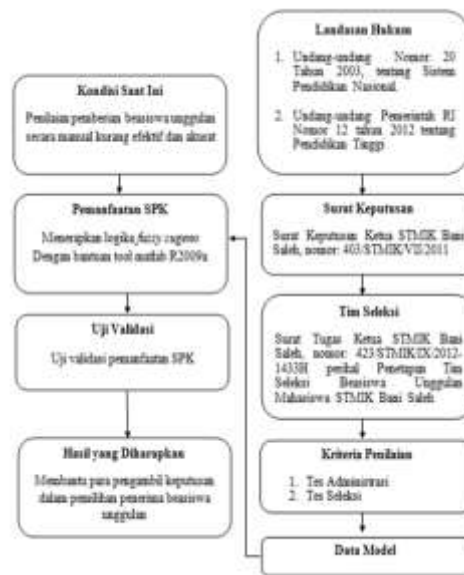 Kondisi Saat Ini
Penilaian pemberian beasiswa unggulan
secara manual kurang efektif dan akurat
Pemanfaatan SPK
Menerapkan logika fuzzy sugeno
Dengan bantuan tool matlab R2009a
Uji Validasi
Uji validasi pemanfaatan SPK
Hasil yang Diharapkan
Membantu para pengambil keputusan
dalam pemilihan penerima beasiswa
unggulan
Landasan Hukum
1. Undang-undang Nomor 20
Tahun 2003, tentang Sistem
Pendidikan Nasional.
2. Undang-undang Pemerintah RI
Nomor 12 tahun 2012 tentang
Pendidikan Tinggi
Surat Keputusan
Surat Keputusan Ketua STMIK Bani
Saleh, nomor: 403/STMIK/VII/2011
Tim Seleksi
Surat Tugas Ketua STMIK Bani
Saleh, nomor: 423/STMIK/IX/2012-
1433H perihal Penetapan Tim
Seleksi Beasiswa Unggulan
Mahasiswa STMIK Bani Saleh
Kriteria Penilaian
1. Tes Administrasi
2. Tes Seleksi
Data Model